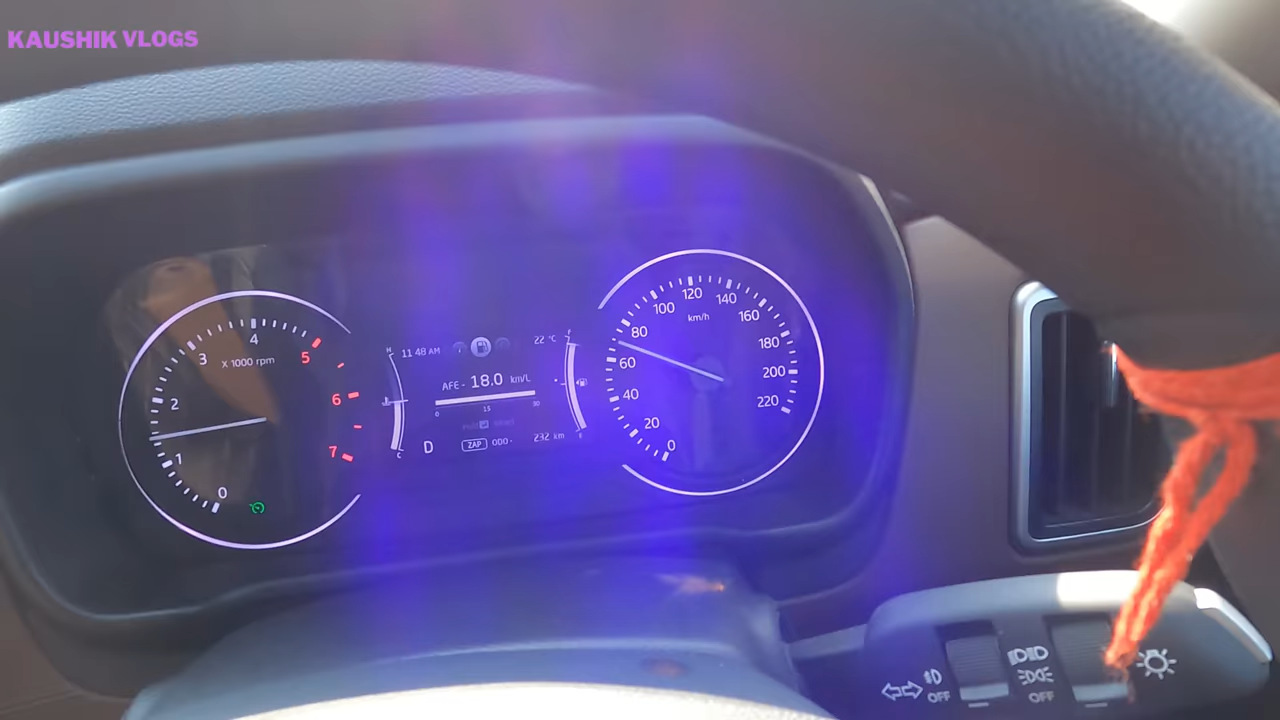 KAUSHIK VLOGS
0
1
2
3
4
5
6
7
X 1000 rpm
H
C
11 48 AM
22 °C
AFE - 18.0 km/L
0 15 30
D
ZAP
ODO -
232 km
F
E
0
20
40
60
80
100
120
140
160
180
200
220
km/h
OFF
OFF